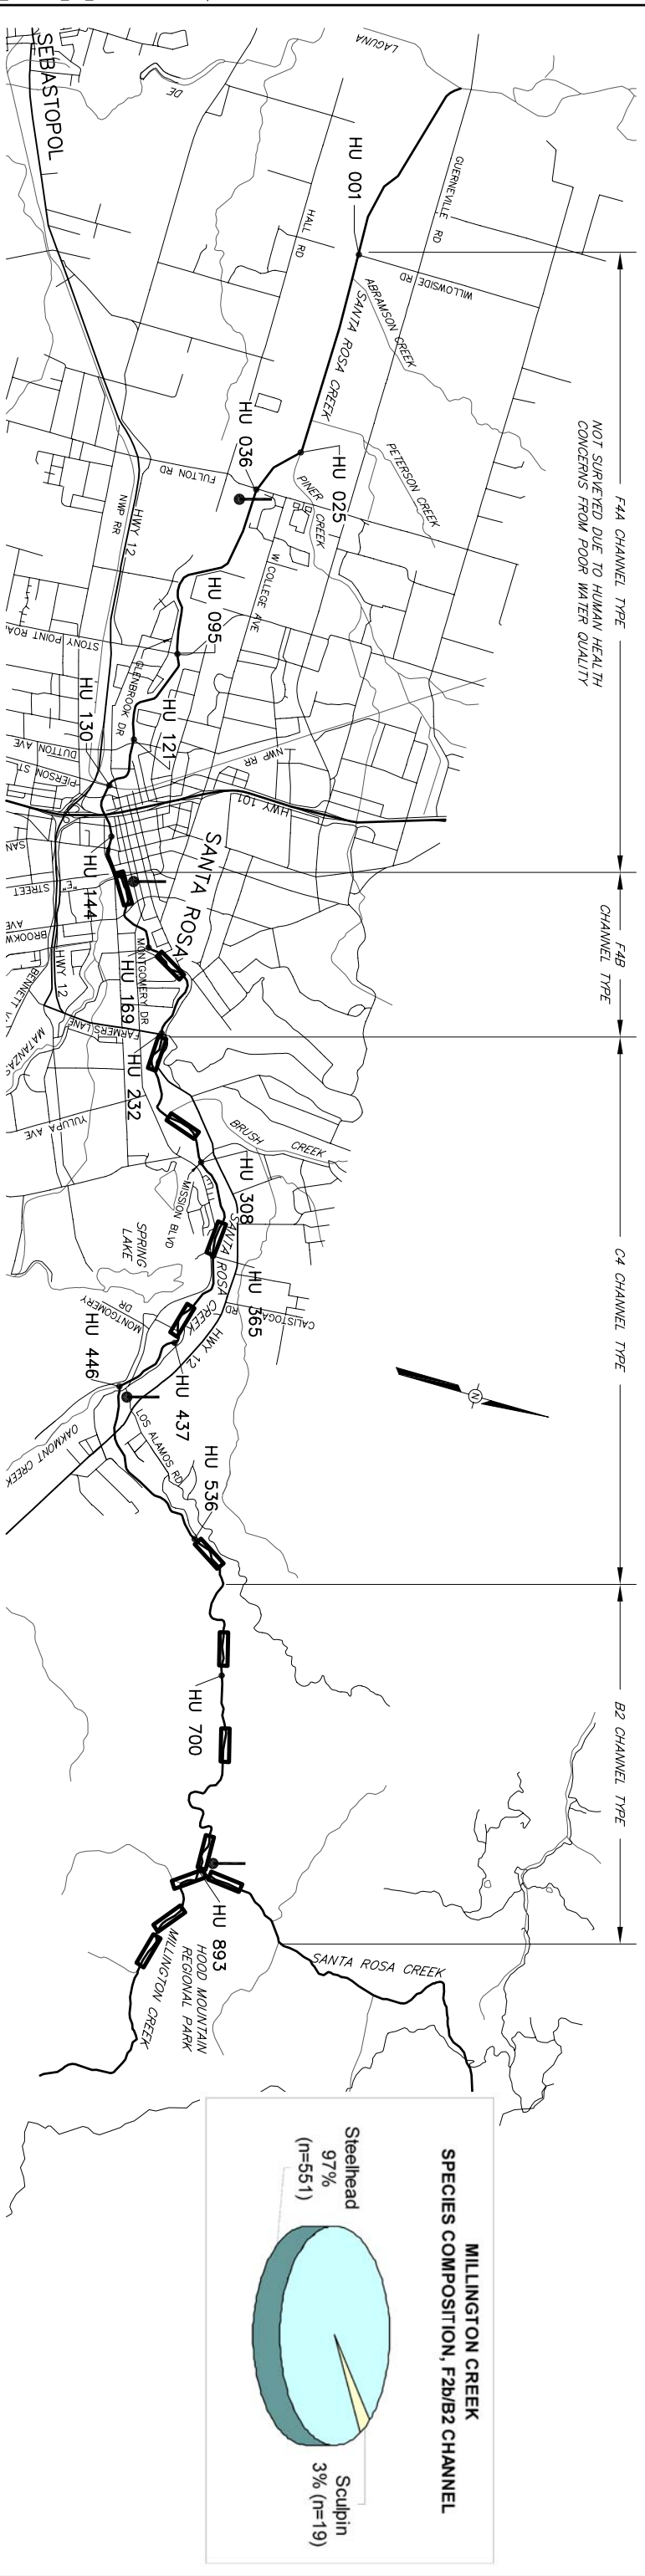 LAGUNA
DE
SEBASTOPOL
GUERNEVILLE RD
HU 001
HALL
RD
WILLOWSIDE RD
ABRAMSON CREEK
SANTA ROSA CREEK
F4A CHANNEL TYPE
NOT SURVEYED DUE TO HUMAN HEALTH
CONCERNS FROM POOR WATER QUALITY
PETERSON CREEK
HU 036
HU 025
PINER
CREEK
FULTON RD
HWY 12
NWP RR
W COLLEGE AVE
HU 095
STONY POINT ROA
GLENBROOK DR
HU 121
HU 130
DUTTON AVE
PIERSON ST
NWP RR
HWY 101
SAN
SANTA ROSA
HU 144
"E"
STREET
F4B
CHANNEL TYPE
BROOKW
AVE
HWY 12
BENNETT V
MONTGOMERY DR
HU 169
MATANZAS
FARMERS LANE
HU 232
YULUPA AVE
BRUSH
CREEK
MISSION BLVD
HU 308
SPRING
LAKE
SANTA ROSA
CREEK
C4 CHANNEL TYPE
HU 365
CALISTOGA
RD
MONTGOMERY
DR
HWY 12
HU 446
HU 437
N
OAKMONT CREEK
LOS ALAMOS RD
HU 536
HU 700
B2 CHANNEL TYPE
HU 893
HOOD MOUNTAIN
REGIONAL PARK
MILLINGTON CREEK
SANTA ROSA CREEK
MILLINGTON CREEK
SPECIES COMPOSITION, F2b/B2 CHANNEL
Steelhead
97%
(n=551)
Sculpin
3% (n=19)